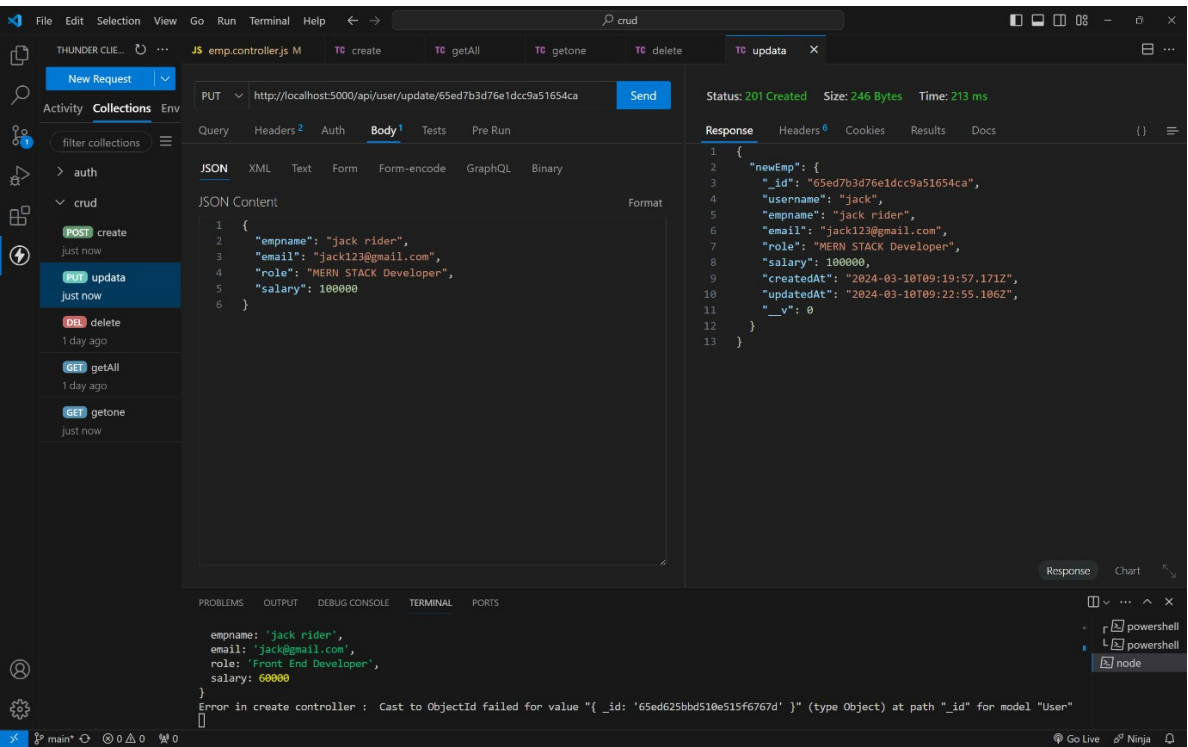 File Edit Selection View Go Run Terminal Help
crud
THUNDER CLIE...
New Request
Activity Collections Env
filter collections
auth
crud
POST create
just now
PUT updata
just now
DEL delete
1 day ago
GET getAll
1 day ago
GET getone
just now
JS emp.controller.js M TC create TC getAll TC getone TC delete TC updata
PUT http://localhost:5000/api/user/update/65ed7b3d76e1dcc9a51654ca Send
Query Headers 2 Auth Body 1 Tests Pre Run
JSON XML Text Form Form-encode GraphQL Binary
JSON Content Format
1 {
2 "empname": "jack rider",
3 "email": "jack123@gmail.com",
4 "role": "MERN STACK Developer",
5 "salary": 100000
6 }
Status: 201 Created Size: 246 Bytes Time: 213 ms
Response Headers 6 Cookies Results Docs {}
1 {
2 "newEmp": {
3 "_id": "65ed7b3d76e1dcc9a51654ca",
4 "username": "jack",
5 "empname": "jack rider",
6 "email": "jack123@gmail.com",
7 "role": "MERN STACK Developer",
8 "salary": 100000,
9 "createdAt": "2024-03-10T09:19:57.171Z",
10 "updatedAt": "2024-03-10T09:22:55.106Z",
11 "__v": 0
12 }
13 }
Response Chart
PROBLEMS OUTPUT DEBUG CONSOLE TERMINAL PORTS
empname: 'jack rider',
email: 'jack@gmail.com',
role: 'Front End Developer',
salary: 60000
}
Error in create controller : Cast to ObjectId failed for value "{ _id: '65ed625bbd510e515f6767d' }" (type Object) at path "_id" for model "User"
powershell
powershell
node
main* 0 0 0 Go Live Ninja